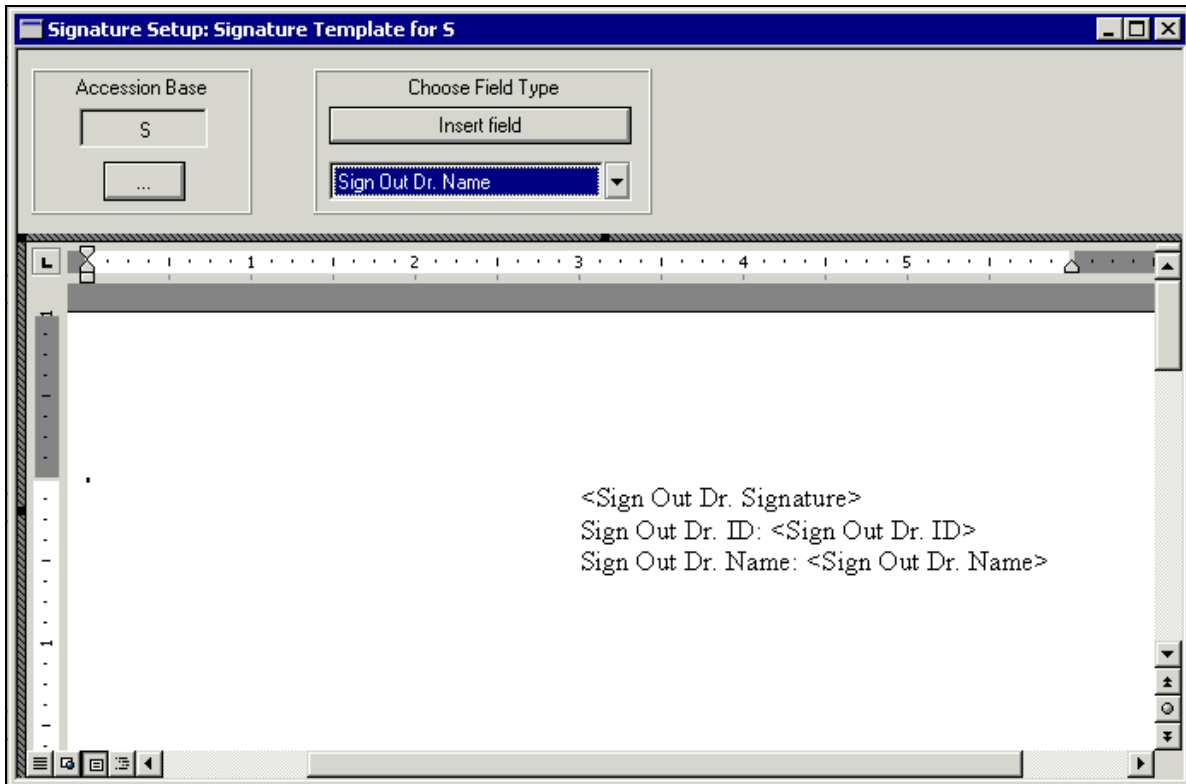 Signature Setup: Signature Template for S
Accession Base
S
...
Choose Field Type
Insert field
Sign Out Dr. Name
L
1 2 3 4 5
1
1
<Sign Out Dr. Signature>
Sign Out Dr. ID: <Sign Out Dr. ID>
Sign Out Dr. Name: <Sign Out Dr. Name>